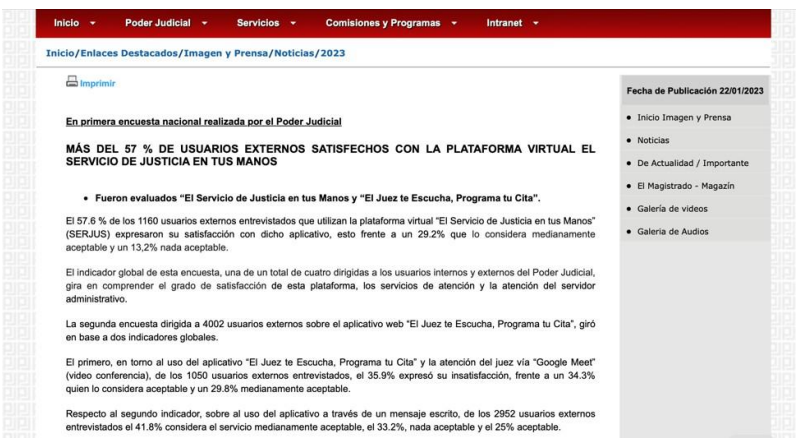 Inicio
Poder Judicial
Servicios
Comisiones y Programas
Intranet
Inicio/Enlaces Destacados/Imagen y Prensa/Noticias/2023
Imprimir
En primera encuesta nacional realizada por el Poder Judicial
MÁS DEL 57 % DE USUARIOS EXTERNOS SATISFECHOS CON LA PLATAFORMA VIRTUAL EL
SERVICIO DE JUSTICIA EN TUS MANOS
• Fueron evaluados “El Servicio de Justicia en tus Manos y “El Juez te Escucha, Programa tu Cita”.
El 57.6 % de los 1160 usuarios externos entrevistados que utilizan la plataforma virtual “El Servicio de Justicia en tus Manos”
(SERJUS) expresaron su satisfacción con dicho aplicativo, esto frente a un 29.2% que lo considera medianamente
aceptable y un 13,2% nada aceptable.
El indicador global de esta encuesta, una de un total de cuatro dirigidas a los usuarios internos y externos del Poder Judicial,
gira en comprender el grado de satisfacción de esta plataforma, los servicios de atención y la atención del servidor
administrativo.
La segunda encuesta dirigida a 4002 usuarios externos sobre el aplicativo web “El Juez te Escucha, Programa tu Cita”, giró
en base a dos indicadores globales.
El primero, en torno al uso del aplicativo “El Juez te Escucha, Programa tu Cita” y la atención del juez vía “Google Meet”
(video conferencia), de los 1050 usuarios externos entrevistados, el 35.9% expresó su insatisfacción, frente a un 34.3%
quien lo considera aceptable y un 29.8% medianamente aceptable.
Respecto al segundo indicador, sobre al uso del aplicativo a través de un mensaje escrito, de los 2952 usuarios externos
entrevistados el 41.8% considera el servicio medianamente aceptable, el 33.2%, nada aceptable y el 25% aceptable.
Fecha de Publicación 22/01/2023
• Inicio Imagen y Prensa
• Noticias
• De Actualidad / Importante
• El Magistrado - Magazín
• Galería de videos
• Galeria de Audios